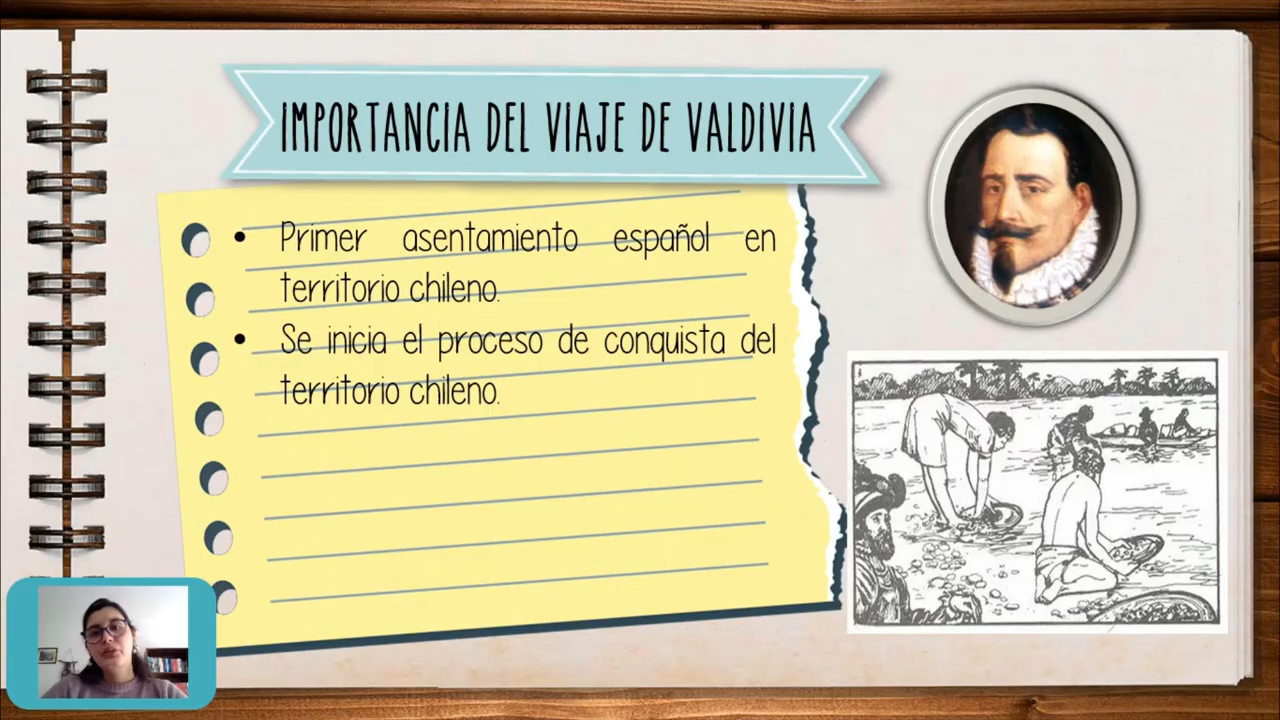 IMPORTANCIA DEL VIAJE DE VALDIVIA
• Primer asentamiento español en
territorio chileno.
• Se inicia el proceso de conquista del
territorio chileno.